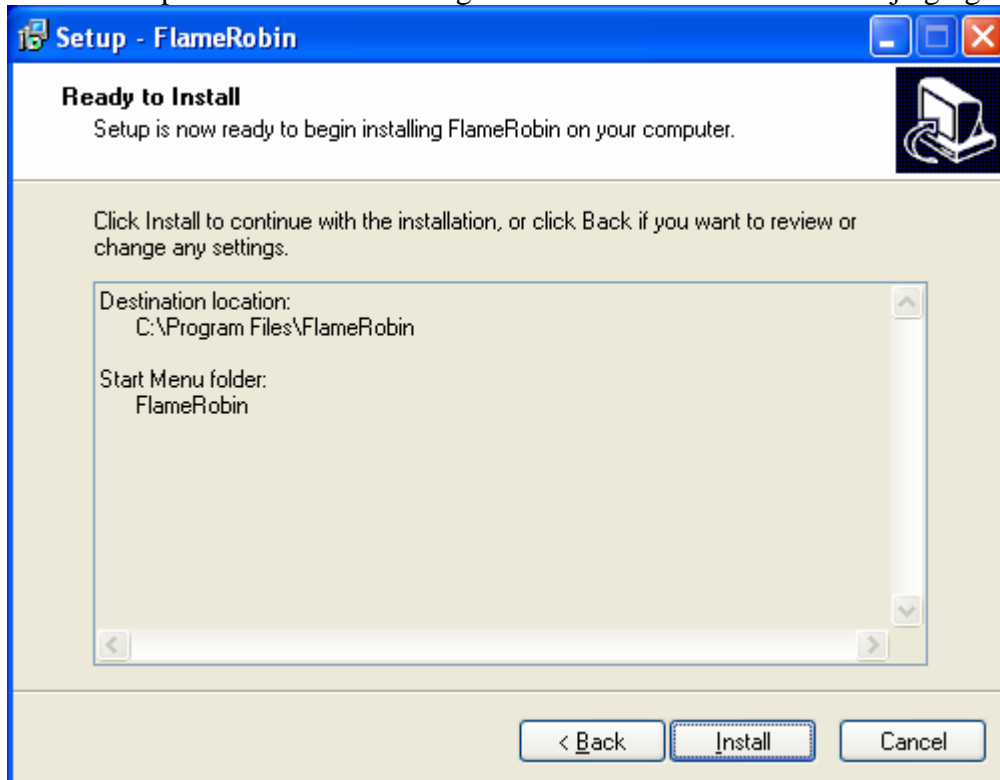 Setup - FlameRobin
Ready to Install
Setup is now ready to begin installing FlameRobin on your computer.
Click Install to continue with the installation, or click Back if you want to review or
change any settings.
Destination location:
C:\Program Files\FlameRobin
Start Menu folder:
FlameRobin
< Back
Install
Cancel